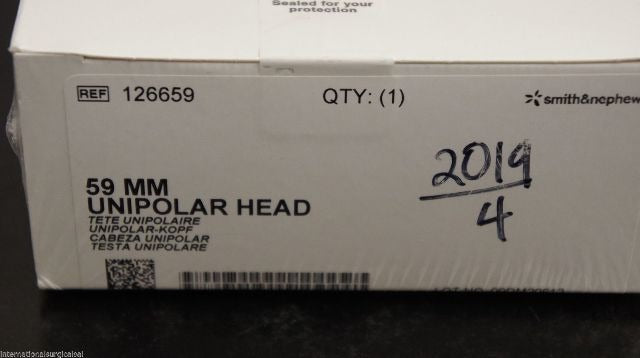 Sealed for your
protection
REF 126659
QTY: (1)
smith&nephew
2019
4
59 MM
UNIPOLAR HEAD
TETE UNIPOLAIRE
UNIPOLAR-KOPF
CABEZA UNIPOLAR
TESTA UNIPOLARE
internationalsurgicaleal